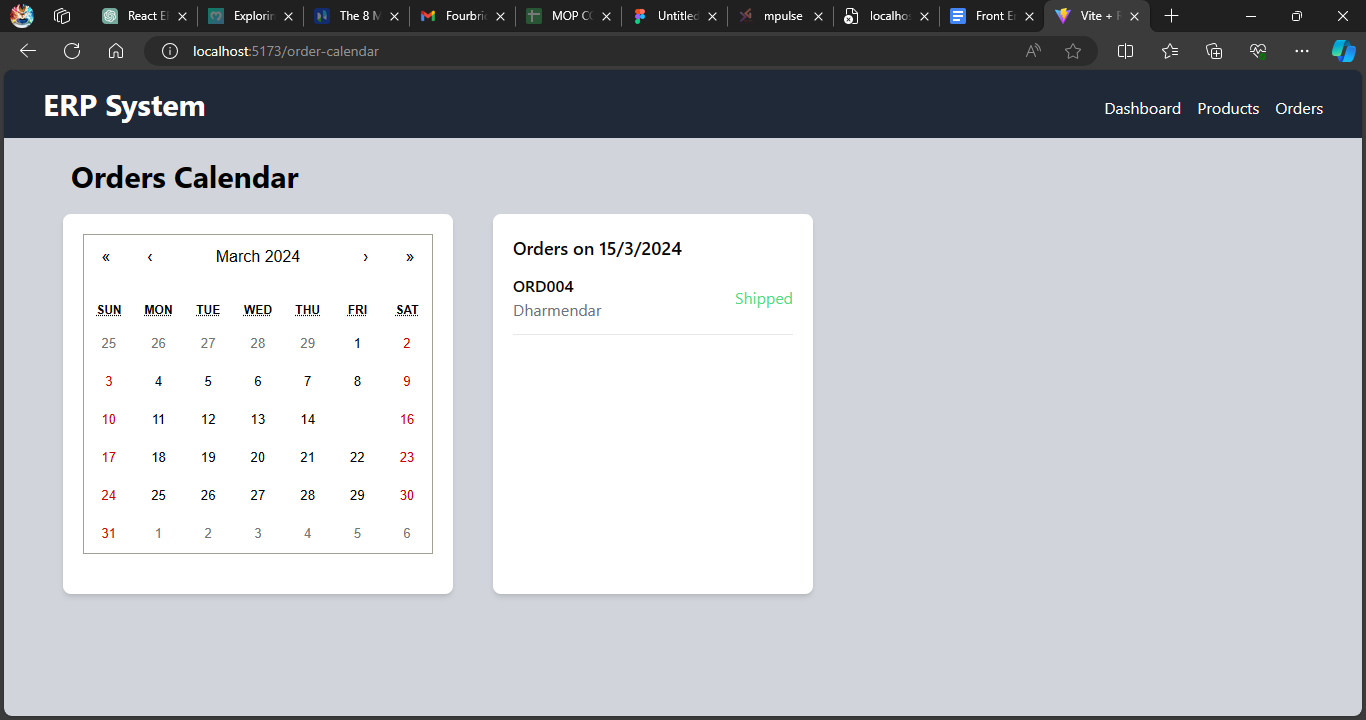 React E
Explorin
The 8 M
Fourbric
MOP C
Untitled
mpulse
localhos
Front E
Vite +
localhost:5173/order-calendar
ERP System
Dashboard Products Orders
Orders Calendar
« ‹ March 2024 › »
SUN MON TUE WED THU FRI SAT
25 26 27 28 29 1 2
3 4 5 6 7 8 9
10 11 12 13 14 16
17 18 19 20 21 22 23
24 25 26 27 28 29 30
31 1 2 3 4 5 6
Orders on 15/3/2024
ORD004
Dharmendar
Shipped